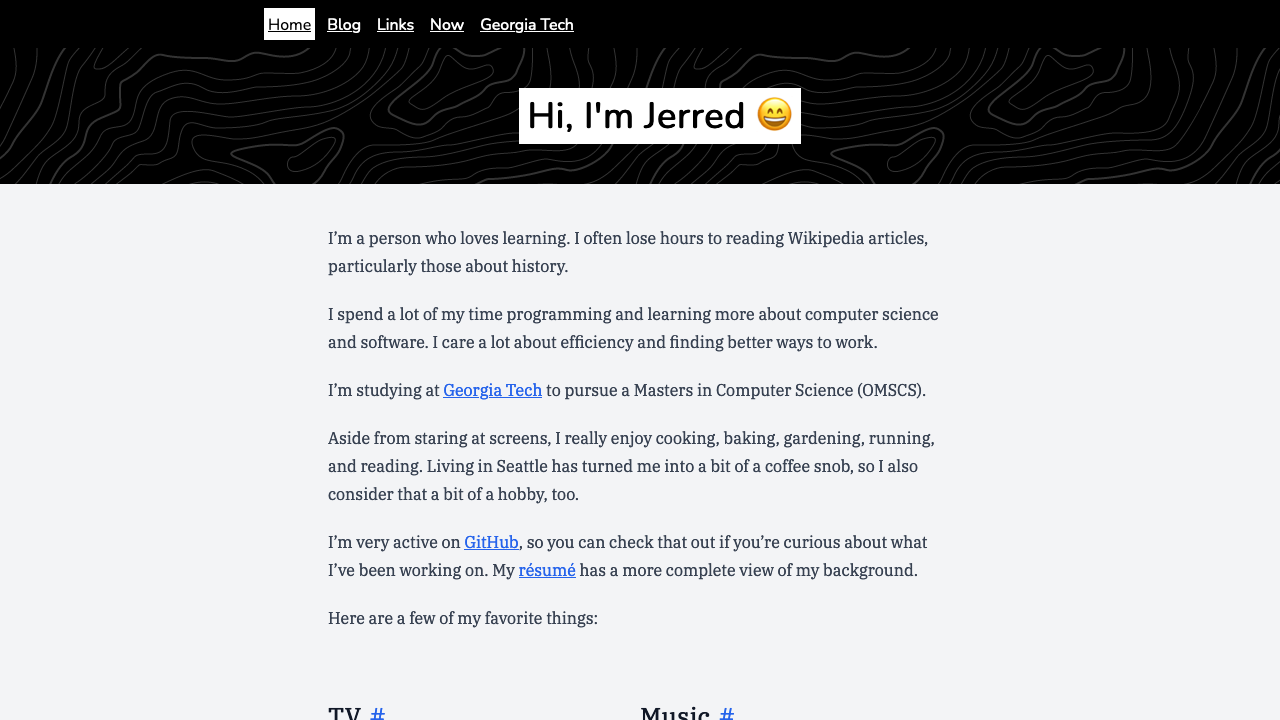 Home Blog Links Now Georgia Tech
Hi, I'm Jerred 😄
I’m a person who loves learning. I often lose hours to reading Wikipedia articles,
particularly those about history.
I spend a lot of my time programming and learning more about computer science
and software. I care a lot about efficiency and finding better ways to work.
I’m studying at Georgia Tech to pursue a Masters in Computer Science (OMSCS).
Aside from staring at screens, I really enjoy cooking, baking, gardening, running,
and reading. Living in Seattle has turned me into a bit of a coffee snob, so I also
consider that a bit of a hobby, too.
I’m very active on GitHub, so you can check that out if you’re curious about what
I’ve been working on. My résumé has a more complete view of my background.
Here are a few of my favorite things:
TV # Music #